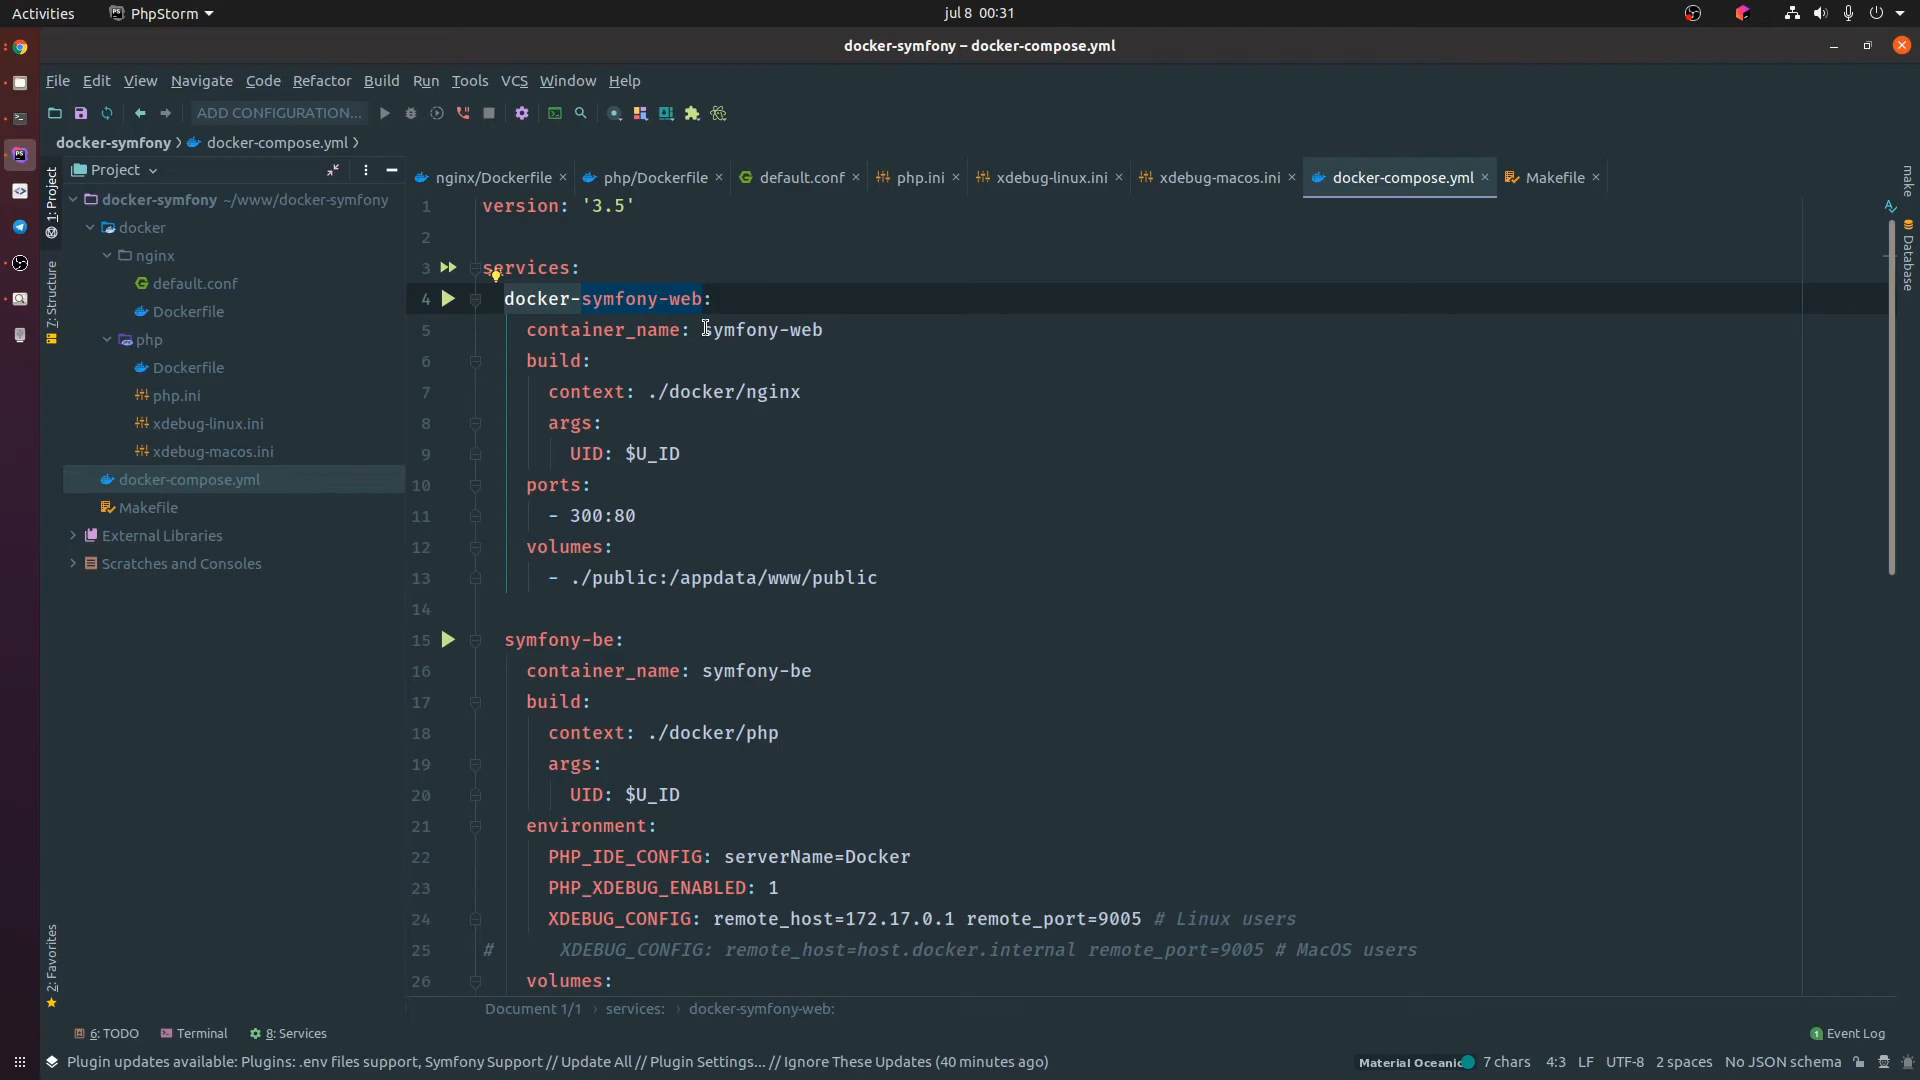 Activities PhpStorm jul 8 00:31
docker-symfony – docker-compose.yml
File Edit View Navigate Code Refactor Build Run Tools VCS Window Help
ADD CONFIGURATION...
docker-symfony docker-compose.yml
Project
nginx/Dockerfile php/Dockerfile default.conf php.ini xdebug-linux.ini xdebug-macos.ini docker-compose.yml Makefile
1: Project
7: Structure
2: Favorites
docker-symfony ~/www/docker-symfony
docker
nginx
default.conf
Dockerfile
php
Dockerfile
php.ini
xdebug-linux.ini
xdebug-macos.ini
docker-compose.yml
Makefile
External Libraries
Scratches and Consoles
1 version: '3.5'
2
3 services:
4 docker-symfony-web:
5 container_name: symfony-web
6 build:
7 context: ./docker/nginx
8 args:
9 UID: $U_ID
10 ports:
11 - 300:80
12 volumes:
13 - ./public:/appdata/www/public
14
15 symfony-be:
16 container_name: symfony-be
17 build:
18 context: ./docker/php
19 args:
20 UID: $U_ID
21 environment:
22 PHP_IDE_CONFIG: serverName=Docker
23 PHP_XDEBUG_ENABLED: 1
24 XDEBUG_CONFIG: remote_host=172.17.0.1 remote_port=9005 # Linux users
25 # XDEBUG_CONFIG: remote_host=host.docker.internal remote_port=9005 # MacOS users
26 volumes:
make
Database
Document 1/1 › services: › docker-symfony-web:
6: TODO Terminal 8: Services 1 Event Log
Plugin updates available: Plugins: .env files support, Symfony Support // Update All // Plugin Settings... // Ignore These Updates (40 minutes ago) Material Oceanic 7 chars 4:3 LF UTF-8 2 spaces No JSON schema